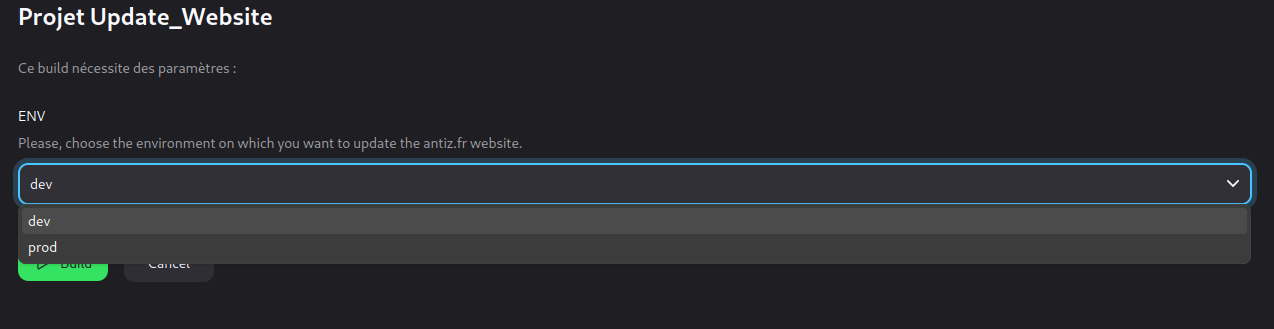 Projet Update_Website
Ce build nécessite des paramètres :
ENV
Please, choose the environment on which you want to update the antiz.fr website.
dev
dev
prod
Build Cancel